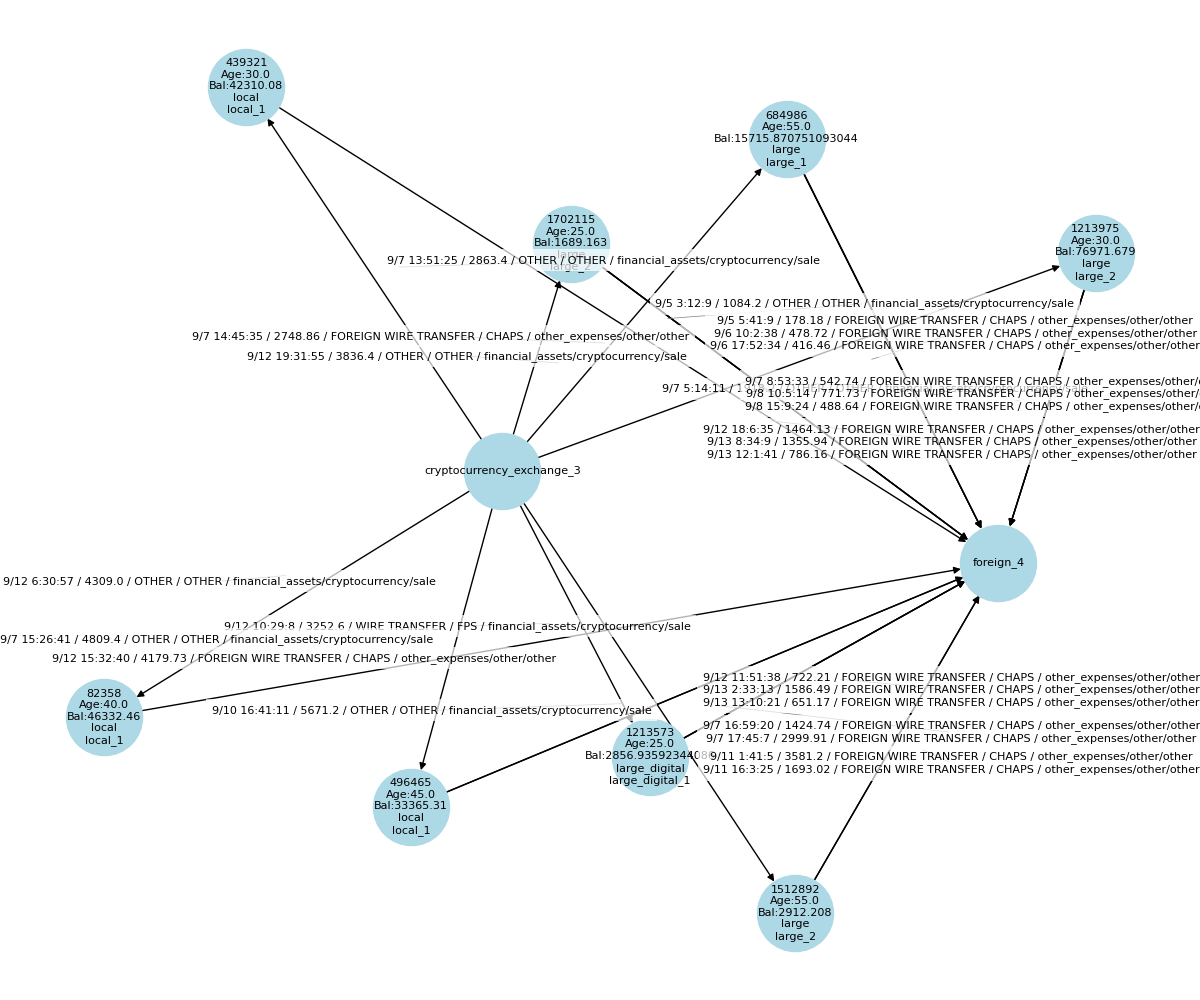 439321
Age:30.0
Bal:42310.08
local
local_1
684986
Age:55.0
Bal:15715.870751093044
large
large_1
1702115
Age:25.0
Bal:1689.163
large
large_2
1213975
Age:30.0
Bal:76971.679
large
large_2
9/7 13:51:25 / 2863.4 / OTHER / OTHER / financial_assets/cryptocurrency/sale
9/5 3:12:9 / 1084.2 / OTHER / OTHER / financial_assets/cryptocurrency/sale
9/5 5:41:9 / 178.18 / FOREIGN WIRE TRANSFER / CHAPS / other_expenses/other/other
9/6 10:2:38 / 478.72 / FOREIGN WIRE TRANSFER / CHAPS / other_expenses/other/other
9/6 17:52:34 / 416.46 / FOREIGN WIRE TRANSFER / CHAPS / other_expenses/other/other
9/7 14:45:35 / 2748.86 / FOREIGN WIRE TRANSFER / CHAPS / other_expenses/other/other
9/12 19:31:55 / 3836.4 / OTHER / OTHER / financial_assets/cryptocurrency/sale
9/7 5:14:11 /
9/7 8:53:33 / 542.74 / FOREIGN WIRE TRANSFER / CHAPS / other_expenses/other/
9/8 10:5:14 / 771.73 / FOREIGN WIRE TRANSFER / CHAPS / other_expenses/other/
9/8 15:9:24 / 488.64 / FOREIGN WIRE TRANSFER / CHAPS / other_expenses/other/
9/12 18:6:35 / 1464.13 / FOREIGN WIRE TRANSFER / CHAPS / other_expenses/other/other
9/13 8:34:9 / 1355.94 / FOREIGN WIRE TRANSFER / CHAPS / other_expenses/other/other
9/13 12:1:41 / 786.16 / FOREIGN WIRE TRANSFER / CHAPS / other_expenses/other/other
cryptocurrency_exchange_3
foreign_4
9/12 6:30:57 / 4309.0 / OTHER / OTHER / financial_assets/cryptocurrency/sale
9/12 10:29:8 / 3252.6 / WIRE TRANSFER / FPS / financial_assets/cryptocurrency/sale
9/7 15:26:41 / 4809.4 / OTHER / OTHER / financial_assets/cryptocurrency/sale
9/12 15:32:40 / 4179.73 / FOREIGN WIRE TRANSFER / CHAPS / other_expenses/other/other
9/12 11:51:38 / 722.21 / FOREIGN WIRE TRANSFER / CHAPS / other_expenses/other/other
9/13 2:33:13 / 1586.49 / FOREIGN WIRE TRANSFER / CHAPS / other_expenses/other/other
9/13 13:10:21 / 651.17 / FOREIGN WIRE TRANSFER / CHAPS / other_expenses/other/other
82358
Age:40.0
Bal:46332.46
local
local_1
9/10 16:41:11 / 5671.2 / OTHER / OTHER / financial_assets/cryptocurrency/sale
9/7 16:59:20 / 1424.74 / FOREIGN WIRE TRANSFER / CHAPS / other_expenses/other/other
9/7 17:45:7 / 2999.91 / FOREIGN WIRE TRANSFER / CHAPS / other_expenses/other/other
1213573
Age:25.0
large_digital
large_digital_1
9/11 1:41:5 / 3581.2 / FOREIGN WIRE TRANSFER / CHAPS / other_expenses/other/other
9/11 16:3:25 / 1693.02 / FOREIGN WIRE TRANSFER / CHAPS / other_expenses/other/other
496465
Age:45.0
Bal:33365.31
local
local_1
1512892
Age:55.0
Bal:2912.208
large
large_2